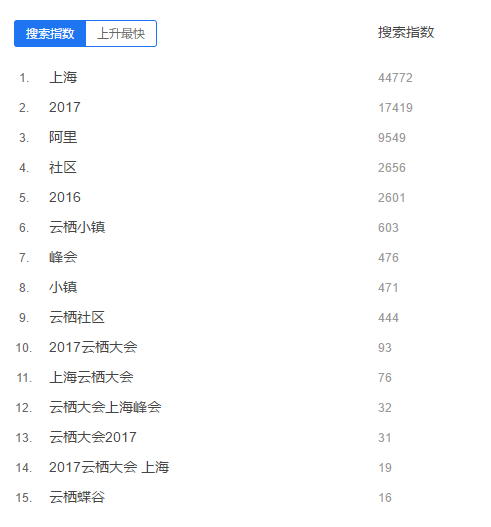 搜索指数 上升最快 搜索指数
1. 上海 44772
2. 2017 17419
3. 阿里 9549
4. 社区 2656
5. 2016 2601
6. 云栖小镇 603
7. 峰会 476
8. 小镇 471
9. 云栖社区 444
10. 2017云栖大会 93
11. 上海云栖大会 76
12. 云栖大会上海峰会 32
13. 云栖大会2017 31
14. 2017云栖大会 上海 19
15. 云栖蝶谷 16